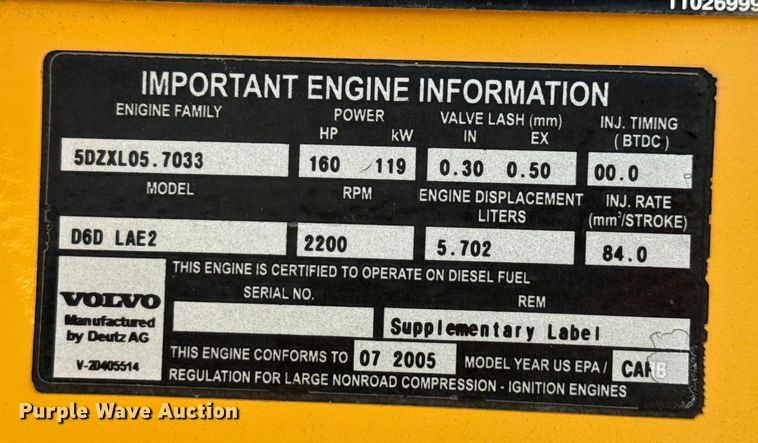 11026999
IMPORTANT ENGINE INFORMATION
ENIGINE FAMILY POWER VALVE LASH (mm) INJ. TIMING
HP kW IN EX (BTDC)
5DZXL05.7033 160 / 119 0.30 0.50 00.0
MODEL RPM ENGINE DISPLACEMENT INJ. RATE
LITERS (mm³/STROKE)
D6D LAE2 2200 5.702 84.0
THIS ENGINE IS CERTIFIED TO OPERATE ON DIESEL FUEL
SERIAL NO. REM
VOLVO
Manufactured
by Deutz AG
V-20405514
Supplementary Label
THIS ENGINE CONFORMS TO 07 2005 MODEL YEAR US EPA / CARB
REGULATION FOR LARGE NONROAD COMPRESSION - IGNITION ENGINES
Purple Wave Auction